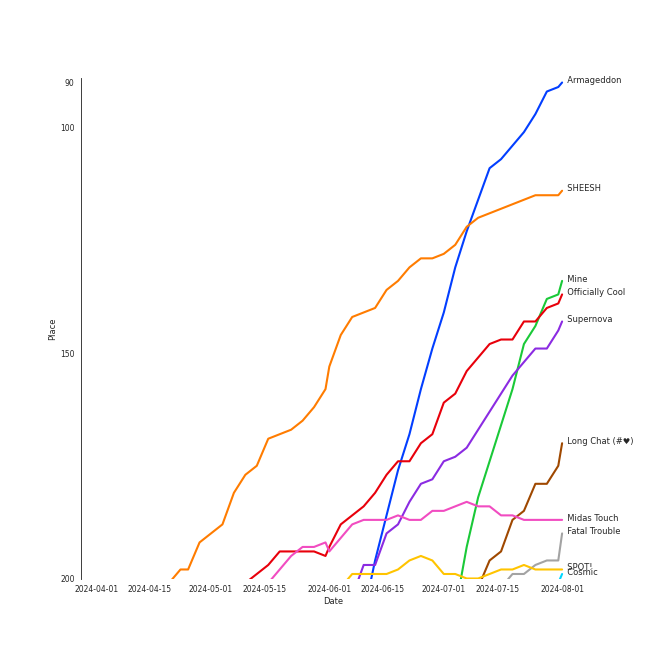 90
Armageddon
100
SHEESH
Mine
Officially Cool
Supernova
Place
150
Long Chat (#♥)
Midas Touch
Fatal Trouble
SPOT!
Cosmic
200
2024-04-01 2024-04-15 2024-05-01 2024-05-15 2024-06-01 2024-06-15 2024-07-01 2024-07-15 2024-08-01
Date